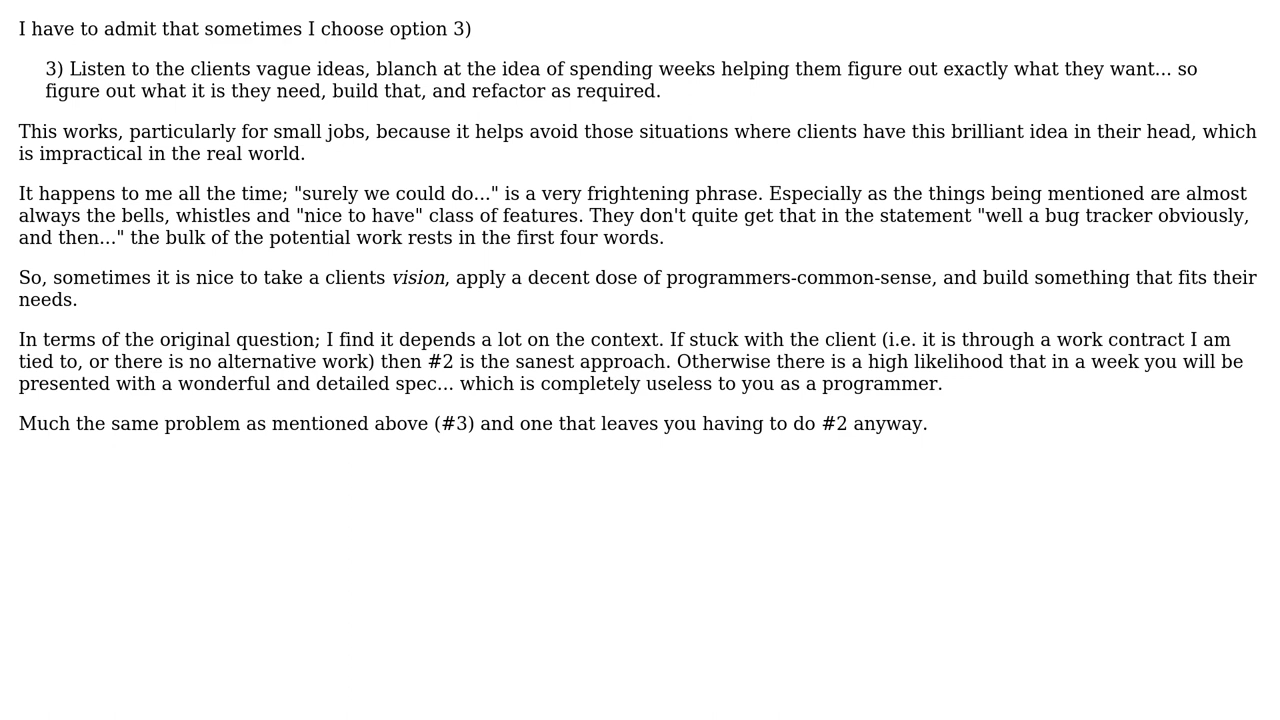 I have to admit that sometimes I choose option 3)
3) Listen to the clients vague ideas, blanch at the idea of spending weeks helping them figure out exactly what they want... so
figure out what it is they need, build that, and refactor as required.
This works, particularly for small jobs, because it helps avoid those situations where clients have this brilliant idea in their head, which
is impractical in the real world.
It happens to me all the time; "surely we could do..." is a very frightening phrase. Especially as the things being mentioned are almost
always the bells, whistles and "nice to have" class of features. They don't quite get that in the statement "well a bug tracker obviously,
and then..." the bulk of the potential work rests in the first four words.
So, sometimes it is nice to take a clients vision, apply a decent dose of programmers-common-sense, and build something that fits their
needs.
In terms of the original question; I find it depends a lot on the context. If stuck with the client (i.e. it is through a work contract I am
tied to, or there is no alternative work) then #2 is the sanest approach. Otherwise there is a high likelihood that in a week you will be
presented with a wonderful and detailed spec... which is completely useless to you as a programmer.
Much the same problem as mentioned above (#3) and one that leaves you having to do #2 anyway.